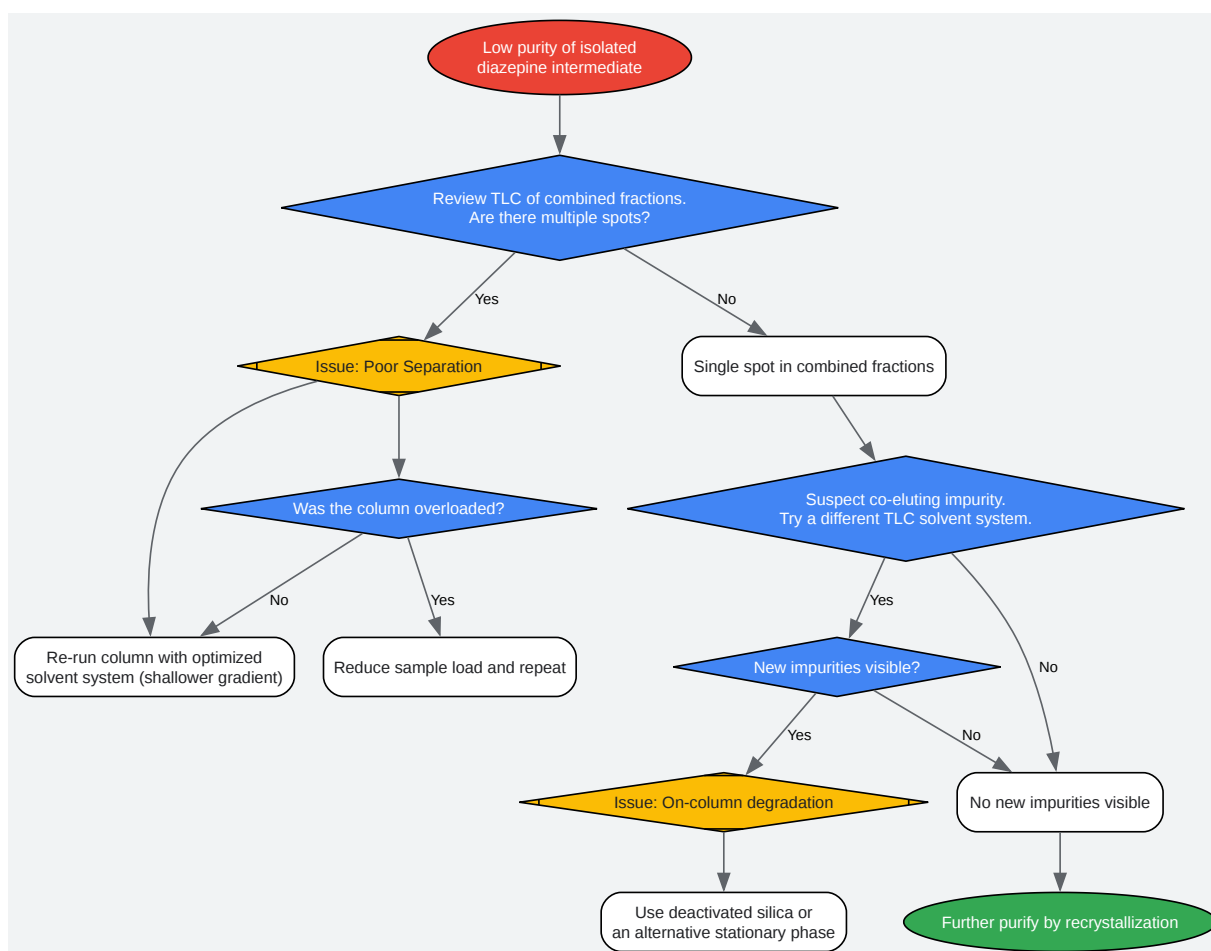 Low purity of isolated
diazepine intermediate
Review TLC of combined fractions.
Are there multiple spots?
Yes
No
Issue: Poor Separation
Single spot in combined fractions
Was the column overloaded?
Suspect co-eluting impurity.
Try a different TLC solvent system.
No
Yes
Yes
Re-run column with optimized
solvent system (shallower gradient)
Reduce sample load and repeat
New impurities visible?
No
Yes
No
Issue: On-column degradation
No new impurities visible
Use deactivated silica or
an alternative stationary phase
Further purify by recrystallization